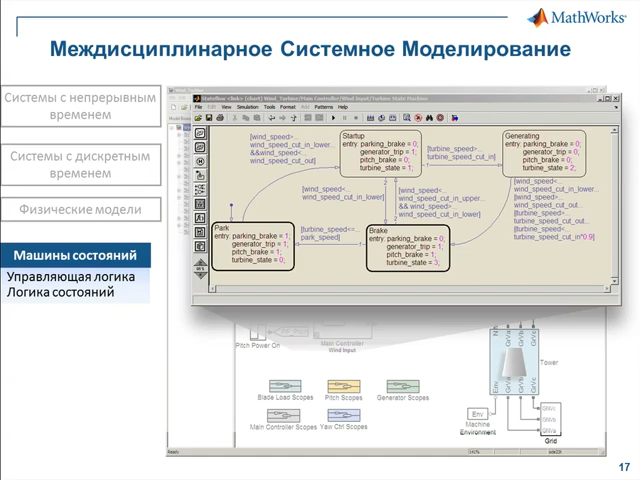 MathWorks
Междисциплинарное Системное Моделирование
Системы с непрерывным
временем
Системы с дискретным
временем
Физические модели
Машины состояний
Управляющая логика
Логика состояний
View Simulation Tools Format Add Patterns Help
Startup
entry: parking_brake = 0;
generator_trip = 1;
pitch_brake = 0;
turbine_state = 1;
Generating
entry: parking_brake = 0;
generator_trip = 0;
pitch_brake = 0;
turbine_state = 2;
[wind_speed>...
wind_speed_cut_in_lower...
&&wind_speed<
wind_speed_cut_out]
[turbine_speed>...
turbine_speed_cut_in]
[wind_speed<...
wind_speed_cut_in_lower]
[wind_speed>...
wind_speed_cut_in_upper...
&& wind_speed>...
wind_speed_cut_in_lower]
[wind_speed<...
wind_speed_cut_in_lower...
|wind_speed>...
wind_speed_cut_out...
|turbine_speed>...
turbine_speed_cut_out...
|turbine_speed<...
turbine_speed_cut_in*0.9]
Park
entry: parking_brake = 1;
generator_trip = 1;
pitch_brake = 1;
turbine_state = 0;
[turbine_speed<=...
park_speed]
Brake
entry: parking_brake = 0;
generator_trip = 1;
pitch_brake = 1;
turbine_state = 3;
Pitch Power On
Main Controller
Wind Input
Blade Load Scopes
Pitch Scopes
Generator Scopes
Main Controller Scopes
Yaw Ctrl Scopes
Tower
Env
Machine
Environment
Grid
Ready
17